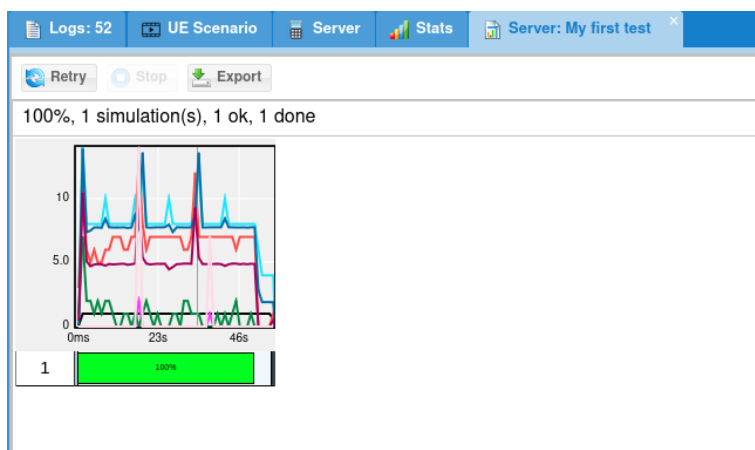 Logs: 52 UE Scenario Server Stats Server: My first test ×
Retry Stop Export
100%, 1 simulation(s), 1 ok, 1 done
10
5.0
0
0ms 23s 46s
1 100%